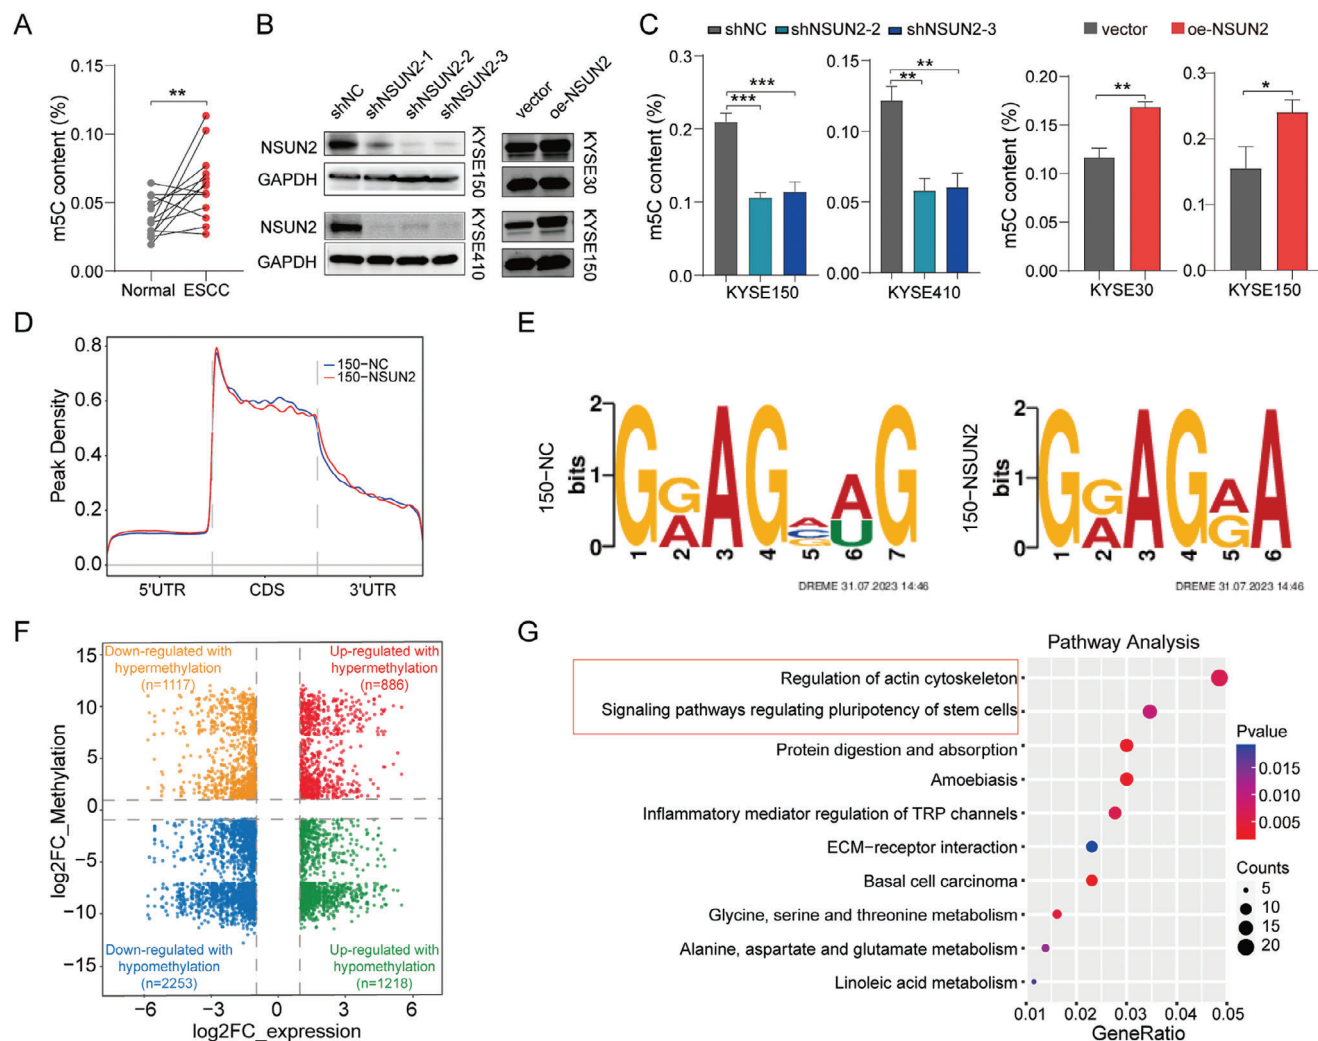 A
0.15
0.10
0.05
0.00
m5C content (%)
**
Normal ESCC
B
shNC
shNSUN2-1
shNSUN2-2
shNSUN2-3
vector
oe-NSUN2
NSUN2
GAPDH
KYSE150
KYSE30
NSUN2
GAPDH
KYSE410
KYSE150
C
shNC shNSUN2-2 shNSUN2-3
vector oe-NSUN2
m5C content (%)
0.3
0.2
0.1
0.0
***
***
KYSE150
0.15
0.10
0.05
0.00
**
**
KYSE410
m5C content (%)
0.20
0.15
0.10
0.05
0.00
**
KYSE30
0.3
0.2
0.1
0.0
*
KYSE150
D
Peak Density
0.8
0.6
0.4
0.2
0.0
150−NC
150−NSUN2
5'UTR CDS 3'UTR
E
150−NC
bits
2
1
0
G G A A G A C G A U G
1 2 3 4 5 6 7
DREME 31.07.2023 14:46
150−NSUN2
bits
2
1
0
G G A A G A G A
1 2 3 4 5 6
DREME 31.07.2023 14:46
F
log2FC_Methylation
15
10
5
0
−5
−10
−15
Down-regulated with
hypermethylation
(n=1117)
Up-regulated with
hypermethylation
(n=886)
Down-regulated with
hypomethylation
(n=2253)
Up-regulated with
hypomethylation
(n=1218)
−6 −3 0 3 6
log2FC_expression
G
Pathway Analysis
Regulation of actin cytoskeleton
Signaling pathways regulating pluripotency of stem cells
Protein digestion and absorption
Amoebiasis
Inflammatory mediator regulation of TRP channels
ECM−receptor interaction
Basal cell carcinoma
Glycine, serine and threonine metabolism
Alanine, aspartate and glutamate metabolism
Linoleic acid metabolism
0.01 0.02 0.03 0.04 0.05
GeneRatio
Pvalue
0.015
0.010
0.005
Counts
5
10
15
20